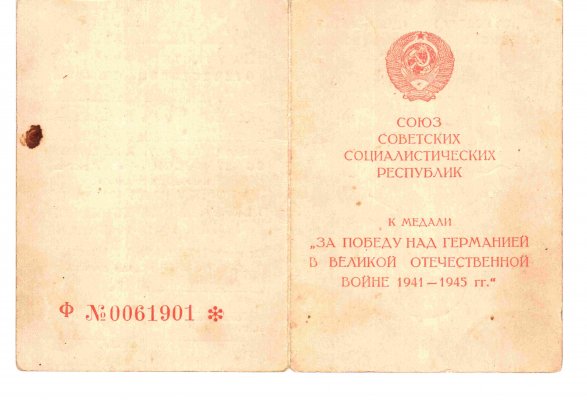 Ф №0061901 *
СОЮЗ
СОВЕТСКИХ
СОЦИАЛИСТИЧЕСКИХ
РЕСПУБЛИК
К МЕДАЛИ
„ЗА ПОБЕДУ НАД ГЕРМАНИЕЙ
В ВЕЛИКОЙ ОТЕЧЕСТВЕННОЙ
ВОЙНЕ 1941—1945 гг.“